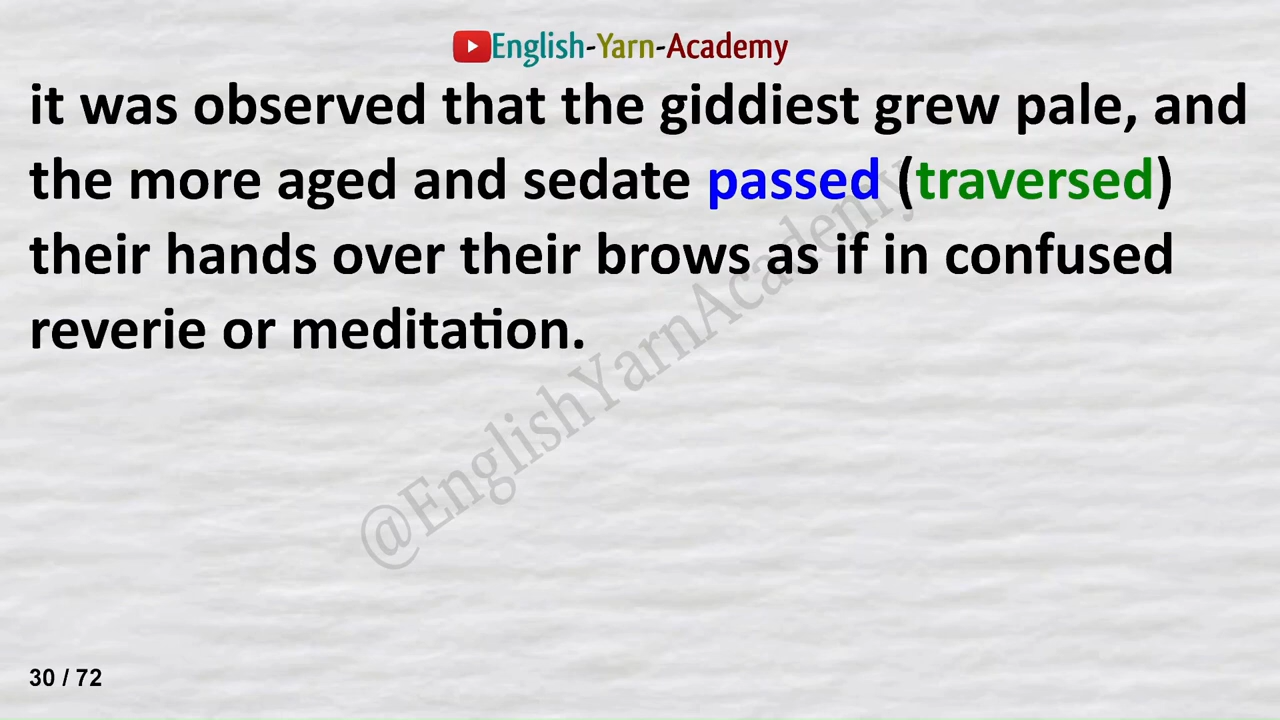 English-Yarn-Academy
it was observed that the giddiest grew pale, and
the more aged and sedate passed (traversed)
their hands over their brows as if in confused
reverie or meditation.
@EnglishYarnAcademy
30 / 72